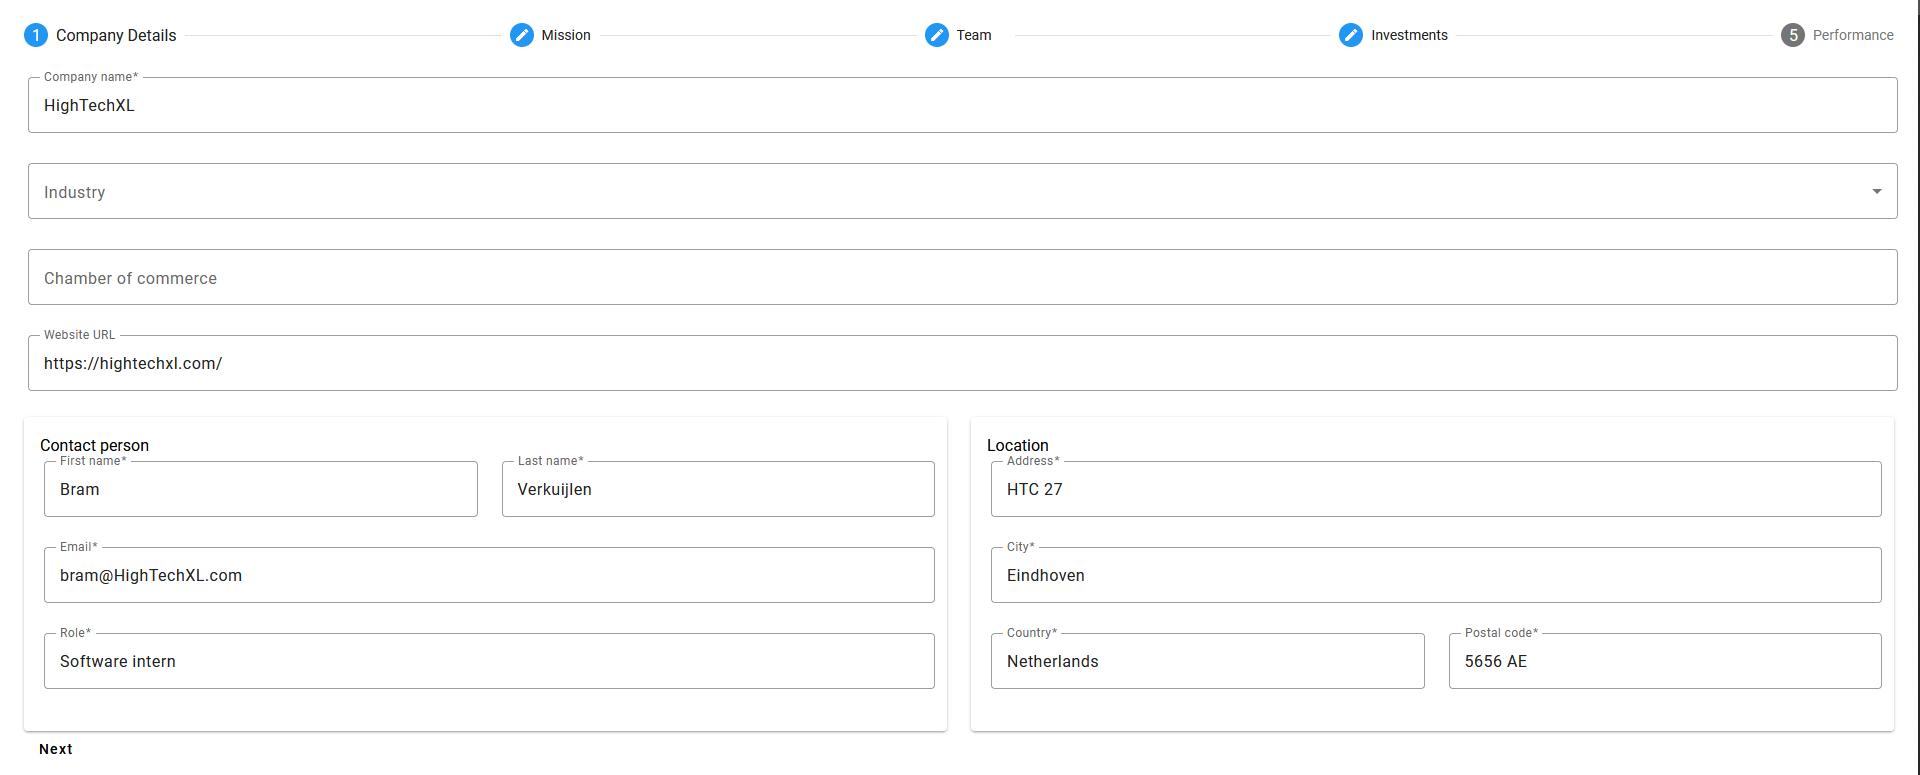 1 Company Details Mission Team Investments 5 Performance
Company name*
HighTechXL
Industry
Chamber of commerce
Website URL
https://hightechxl.com/
Contact person
First name* Last name*
Bram Verkuijlen
Email*
bram@HighTechXL.com
Role*
Software intern
Location
Address*
HTC 27
City*
Eindhoven
Country* Postal code*
Netherlands 5656 AE
Next